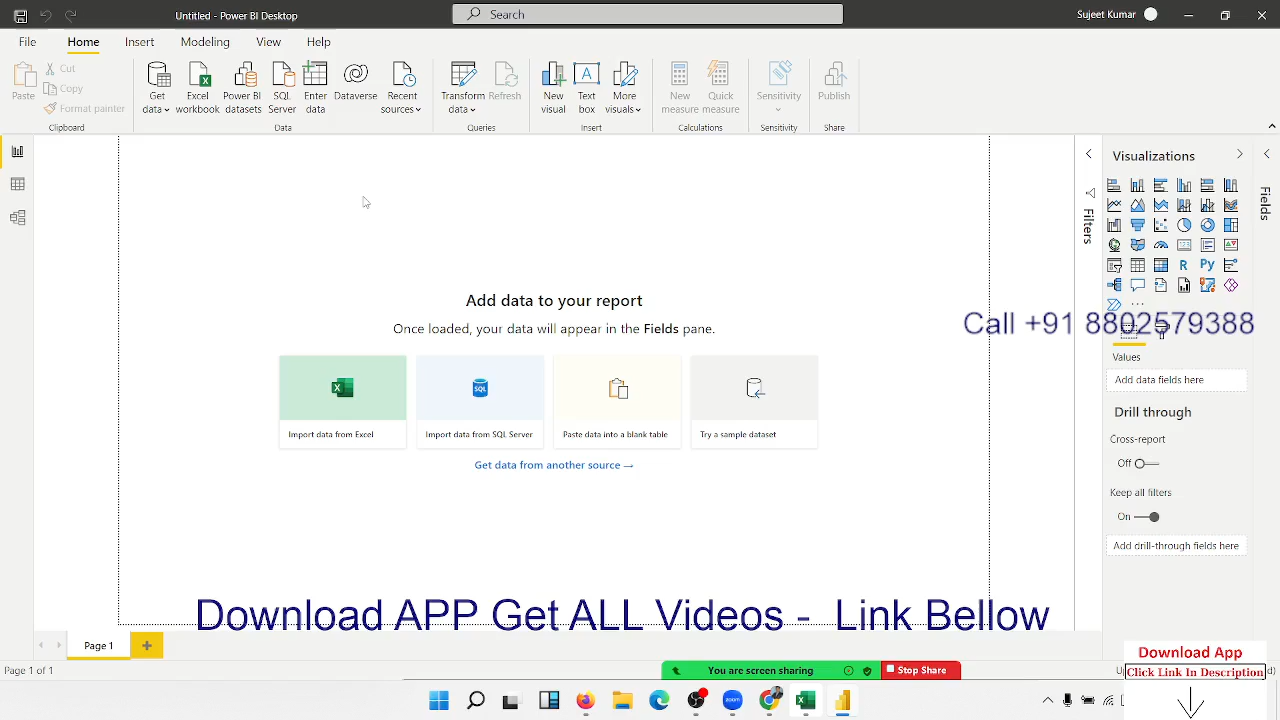 Untitled - Power BI Desktop
Search
Sujeet Kumar
File Home Insert Modeling View Help
Paste
Cut
Copy
Format painter
Clipboard
Get data
Excel workbook
Power BI datasets
SQL Server
Enter data
Dataverse
Recent sources
Data
Transform data
Refresh
Queries
New visual
Text box
More visuals
Insert
New measure
Quick measure
Calculations
Sensitivity
Sensitivity
Publish
Share
Add data to your report
Once loaded, your data will appear in the Fields pane.
Import data from Excel
SQL
Import data from SQL Server
Paste data into a blank table
Try a sample dataset
Get data from another source →
Filters
Visualizations
R
Py
Call +91 8802579388
Values
Add data fields here
Drill through
Cross-report
Off
Keep all filters
On
Add drill-through fields here
Fields
Download APP Get ALL Videos - Link Bellow
Page 1
Page 1 of 1
You are screen sharing
Stop Share
Download App
Click Link In Description
zoom